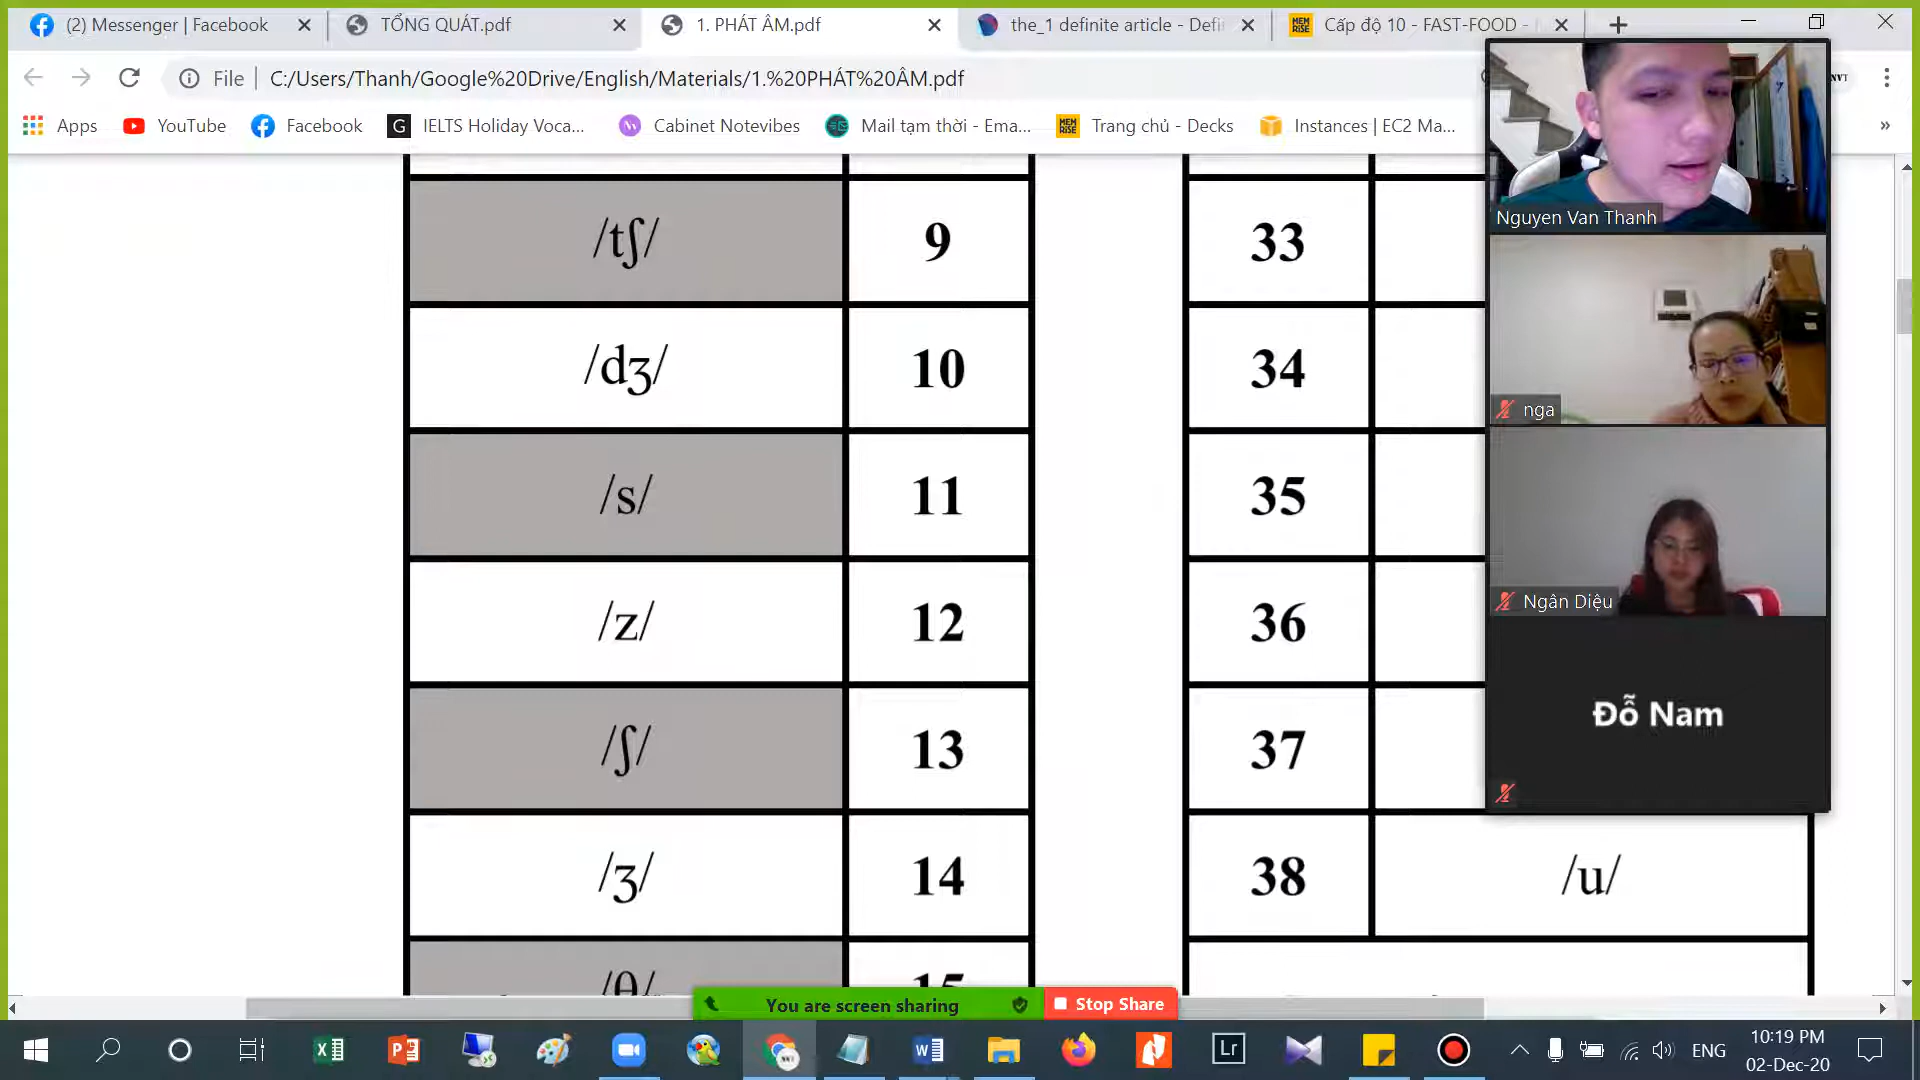 (2) Messenger | Facebook
TỔNG QUÁT.pdf
1. PHÁT ÂM.pdf
the_1 definite article - Defi
Cấp độ 10 - FAST-FOOD -
File
C:/Users/Thanh/Google%20Drive/English/Materials/1.%20PHÁT%20ÂM.pdf
Apps
YouTube
Facebook
IELTS Holiday Voca...
Cabinet Notevibes
Mail tạm thời - Ema...
Trang chủ - Decks
Instances | EC2 Ma...
»
/tʃ/ 9 33
/dʒ/ 10 34
/s/ 11 35
/z/ 12 36
/ʃ/ 13 37
/ʒ/ 14 38 /u/
/θ/ 15
Nguyen Van Thanh
nga
Ngân Diệu
Đỗ Nam
You are screen sharing
Stop Share
Lr
ENG
10:19 PM
02-Dec-20